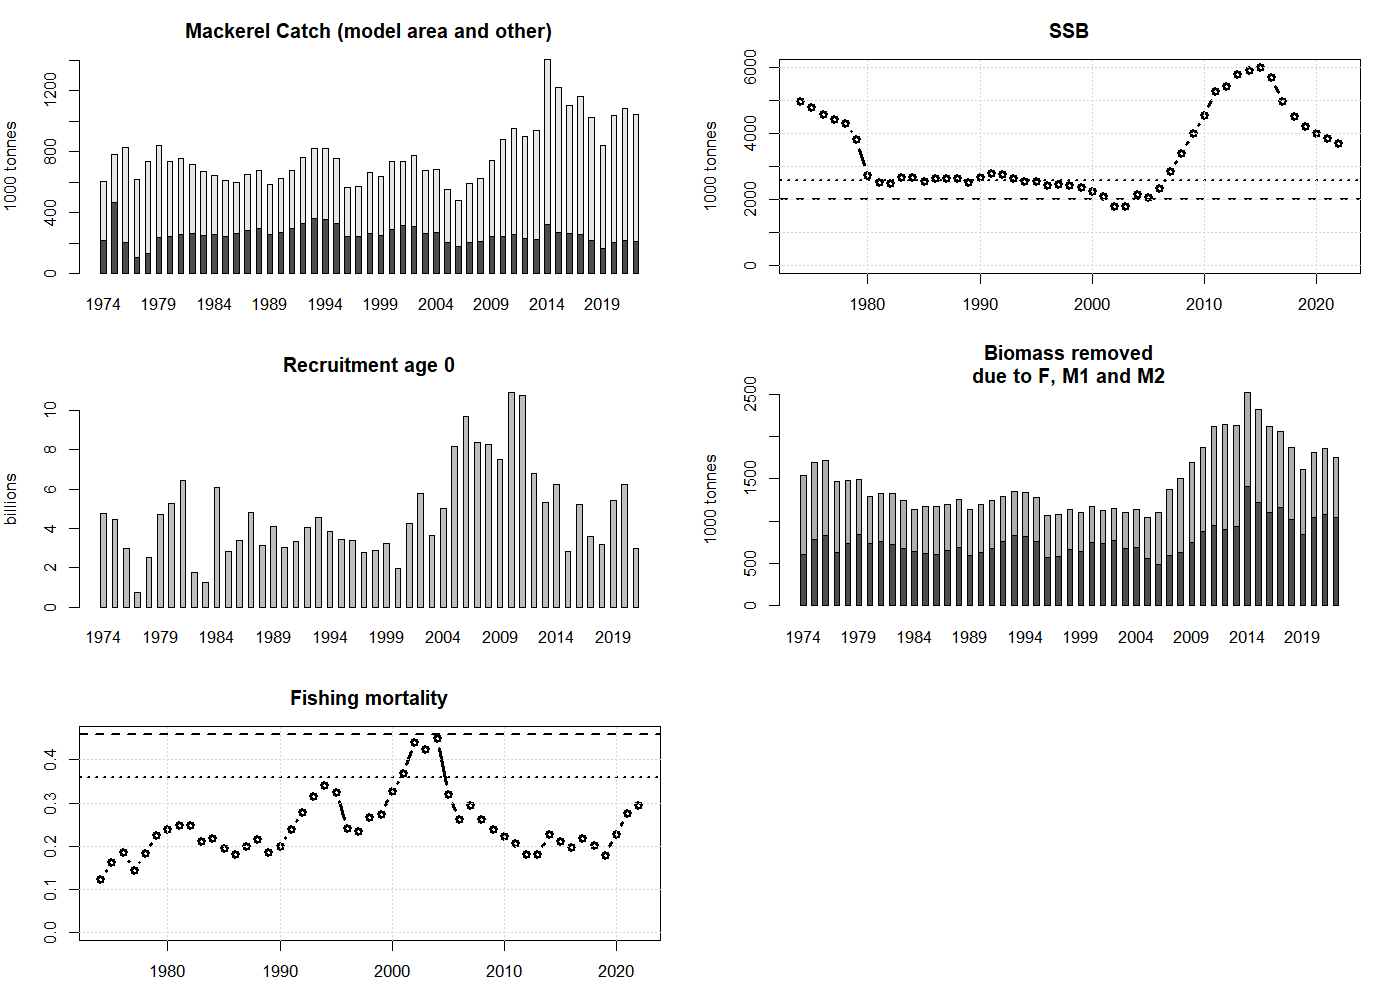 Mackerel Catch (model area and other)
1000 tonnes
0 400 800 1200
1974 1979 1984 1989 1994 1999 2004 2009 2014 2019
SSB
1000 tonnes
0 2000 4000 6000
1980 1990 2000 2010 2020
Recruitment age 0
billions
0 2 4 6 8 10
1974 1979 1984 1989 1994 1999 2004 2009 2014 2019
Biomass removed
due to F, M1 and M2
1000 tonnes
0 500 1500 2500
1974 1979 1984 1989 1994 1999 2004 2009 2014 2019
Fishing mortality
0.0 0.1 0.2 0.3 0.4
1980 1990 2000 2010 2020